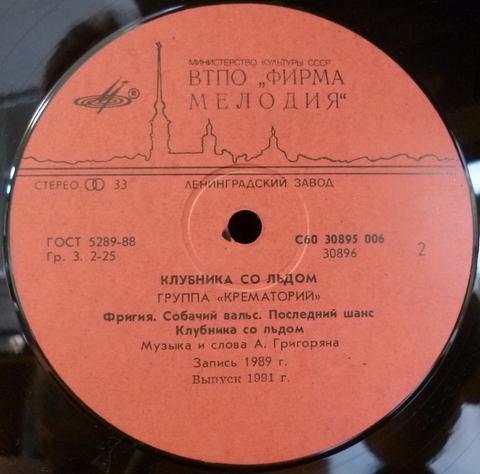 МИНИСТЕРСТВО КУЛЬТУРЫ СССР
ВТПО „ФИРМА
МЕЛОДИЯ“
СТЕРЕО 33
ЛЕНИНГРАДСКИЙ ЗАВОД
ГОСТ 5289-88
Гр. 3. 2-25
С60 30895 006
30896
2
КЛУБНИКА СО ЛЬДОМ
ГРУППА «КРЕМАТОРИЙ»
Фригия. Собачий вальс. Последний шанс
Клубника со льдом
Музыка и слова А. Григоряна
Запись 1989 г.
Выпуск 1991 г.